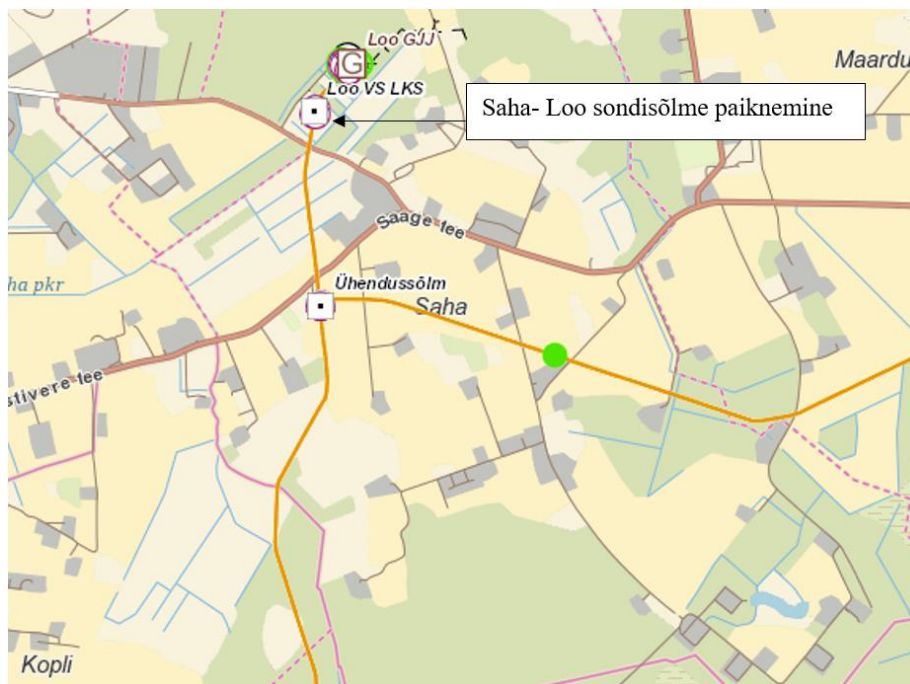 Loo GJJ
G
Maardu
Loo VS LKS
Saha- Loo sondisõlme paiknemine
Saage tee
ha pkr
Ühendussõlm
Saha
stivere tee
Kopli